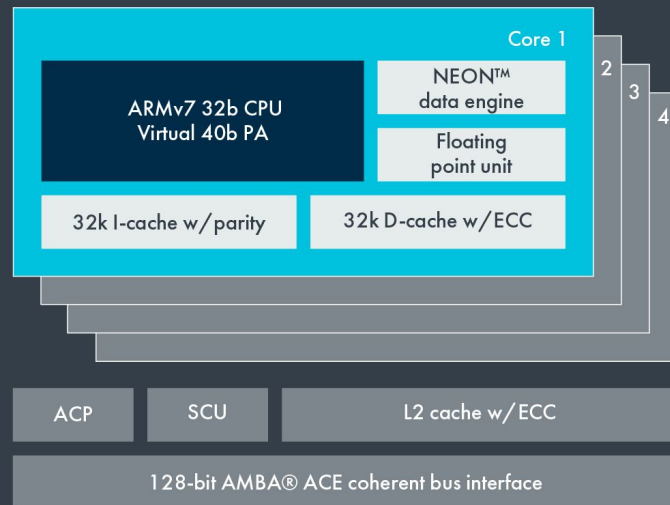 Core 1
2
3
4
ARMv7 32b CPU
Virtual 40b PA
NEON™
data engine
Floating
point unit
32k I-cache w/parity
32k D-cache w/ECC
ACP
SCU
L2 cache w/ECC
128-bit AMBA® ACE coherent bus interface